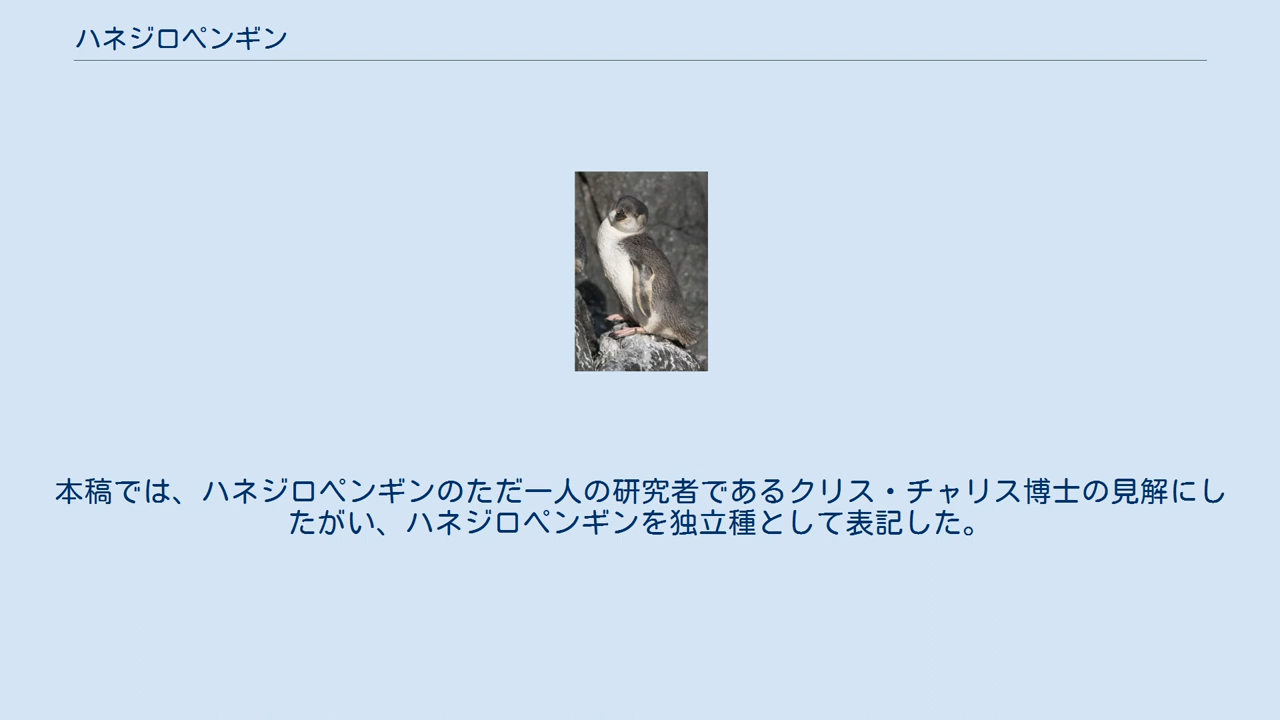 ハネジロペンギン
本稿では、ハネジロペンギンのただ一人の研究者であるクリス・チャリス博士の見解にし
たがい、ハネジロペンギンを独立種として表記した。